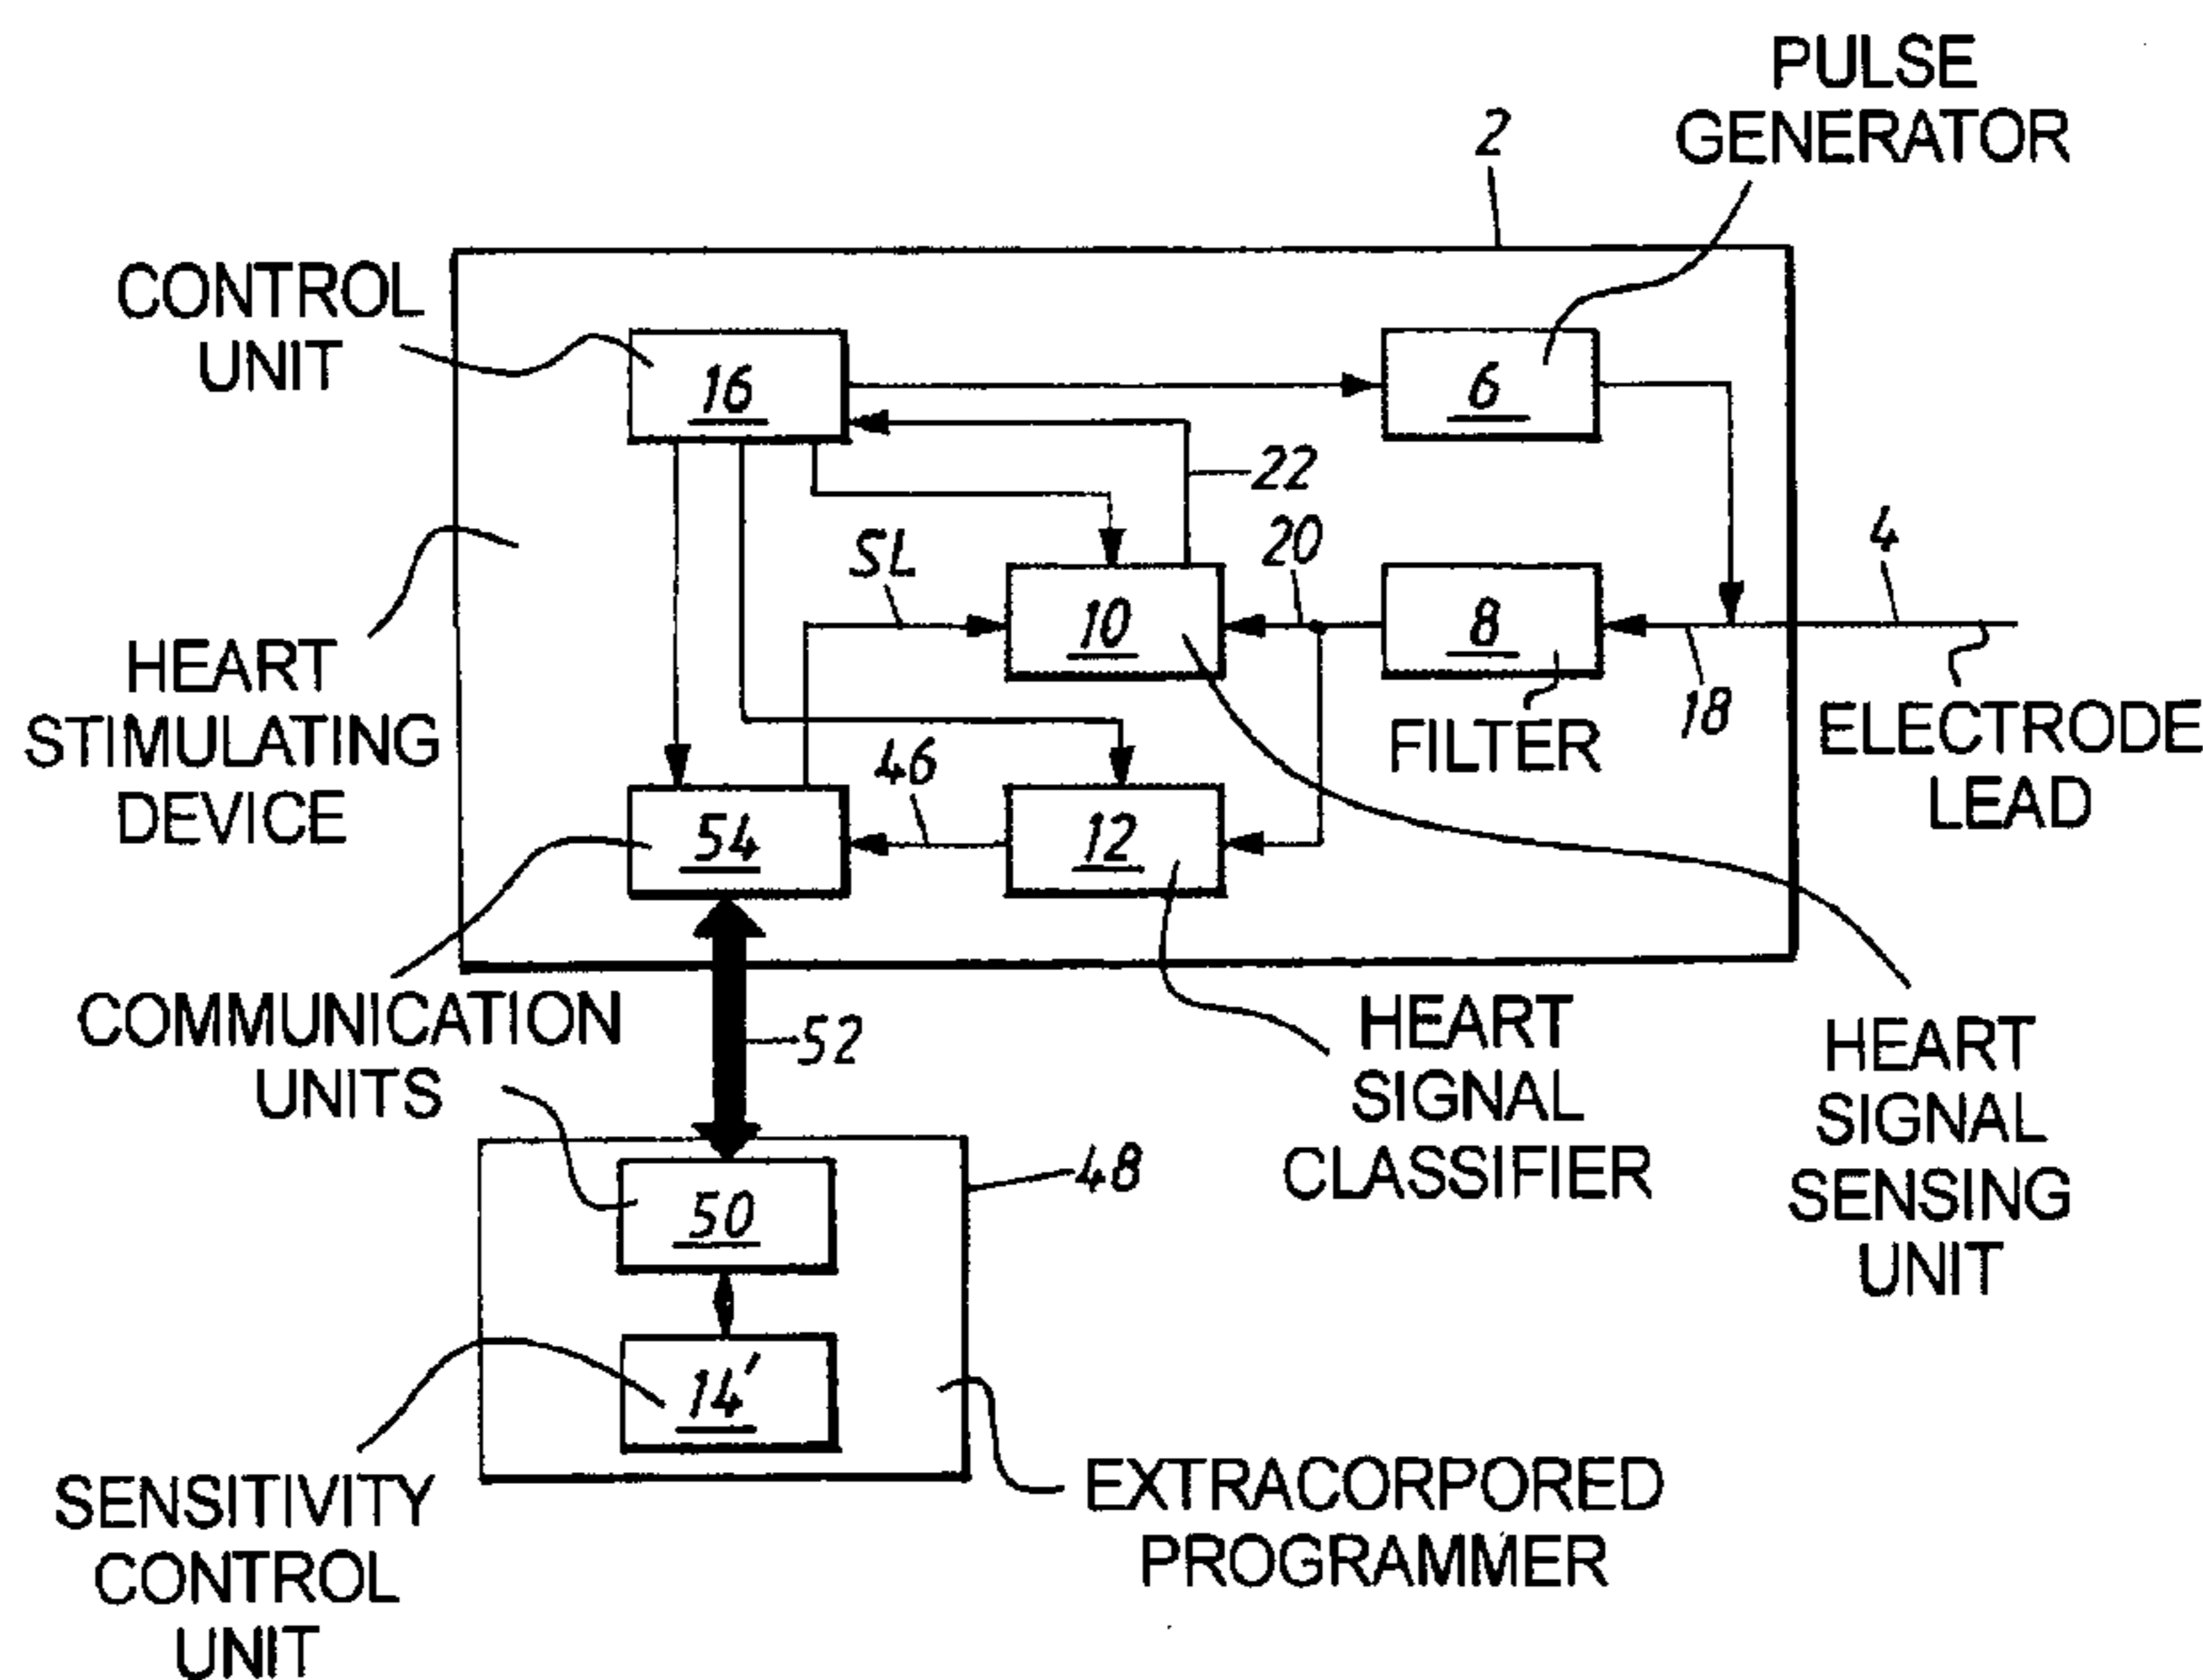 PULSE
GENERATOR
2
CONTROL
UNIT
16
6
22
20
4
SL
10
8
18
HEART
STIMULATING
DEVICE
FILTER
ELECTRODE
LEAD
46
54
12
COMMUNICATION
UNITS
52
HEART
SIGNAL
CLASSIFIER
HEART
SIGNAL
SENSING
UNIT
48
50
14'
SENSITIVITY
CONTROL
UNIT
EXTRACORPORED
PROGRAMMER